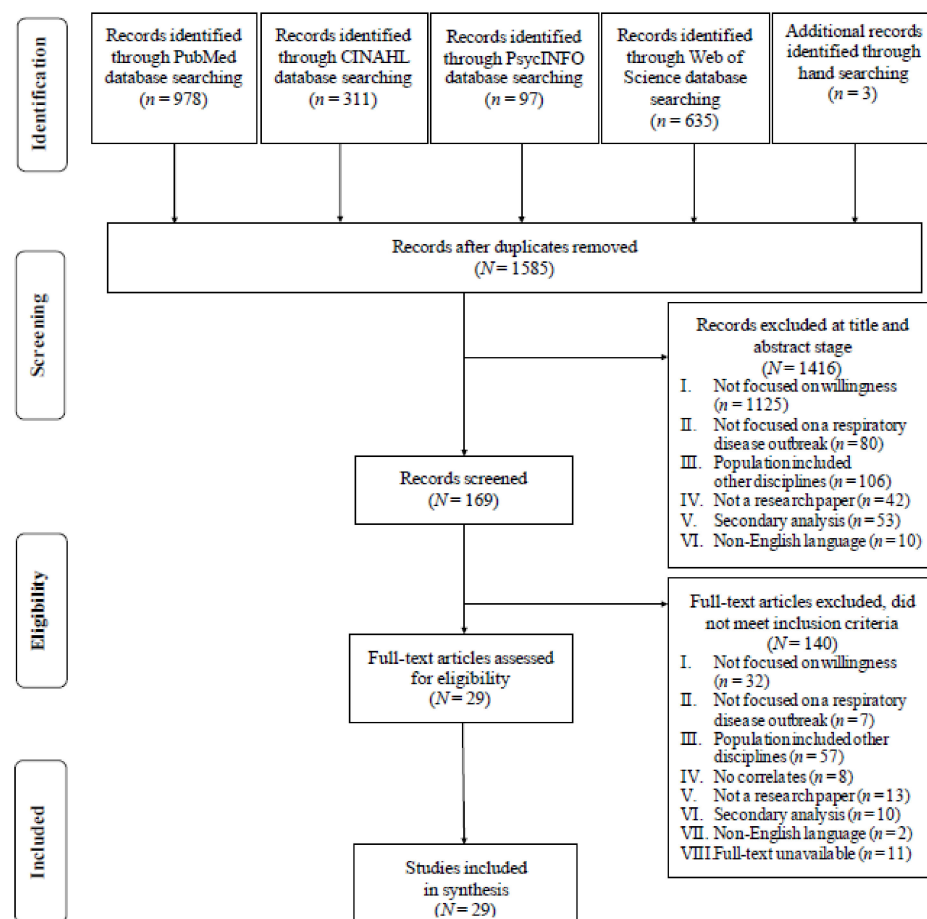 Identification
Records identified
through PubMed
database searching
(n = 978)
Records identified
through CINAHL
database searching
(n = 311)
Records identified
through PsycINFO
database searching
(n = 97)
Records identified
through Web of
Science database
searching
(n = 635)
Additional records
identified through
hand searching
(n = 3)
Screening
Records after duplicates removed
(N = 1585)
Records excluded at title and
abstract stage
(N = 1416)
I. Not focused on willingness
(n = 1125)
II. Not focused on a respiratory
disease outbreak (n = 80)
III. Population included
other disciplines (n = 106)
IV. Not a research paper (n = 42)
V. Secondary analysis (n = 53)
VI. Non-English language (n = 10)
Records screened
(N = 169)
Eligibility
Full-text articles excluded, did
not meet inclusion criteria
(N = 140)
I. Not focused on willingness
(n = 32)
II. Not focused on a respiratory
disease outbreak (n = 7)
III. Population included other
disciplines (n = 57)
IV. No correlates (n = 8)
V. Not a research paper (n = 13)
VI. Secondary analysis (n = 10)
VII. Non-English language (n = 2)
VIII. Full-text unavailable (n = 11)
Full-text articles assessed
for eligibility
(N = 29)
Included
Studies included
in synthesis
(N = 29)